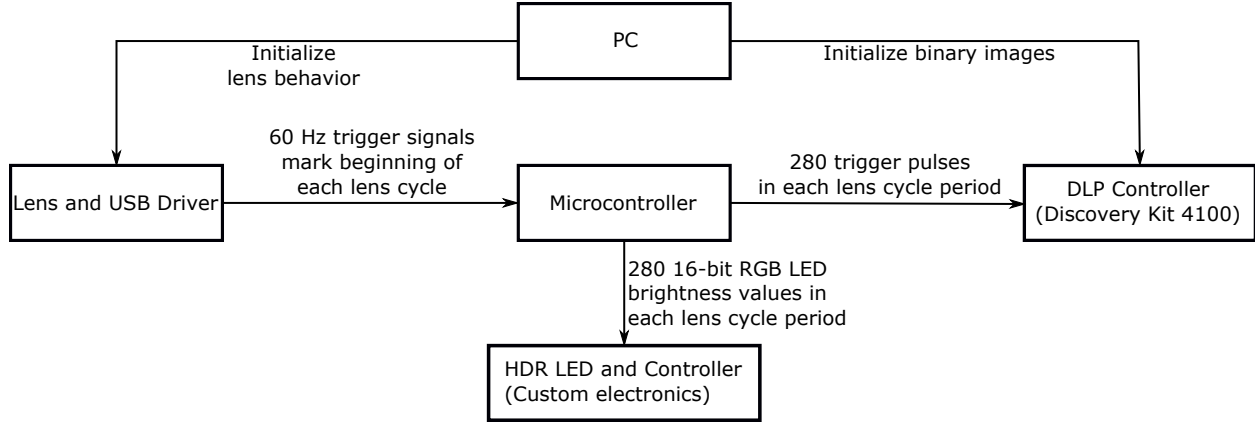 PC
Initialize
lens behavior
Initialize binary images
60 Hz trigger signals
mark beginning of
each lens cycle
280 trigger pulses
in each lens cycle period
Lens and USB Driver
Microcontroller
DLP Controller
(Discovery Kit 4100)
280 16-bit RGB LED
brightness values in
each lens cycle period
HDR LED and Controller
(Custom electronics)